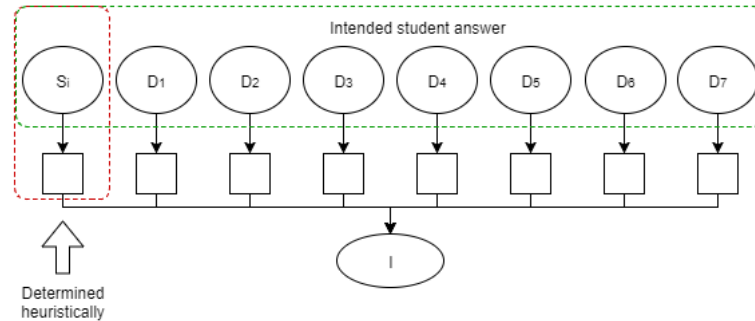 Intended student answer
Si D1 D2 D3 D4 D5 D6 D7
I
Determined
heuristically